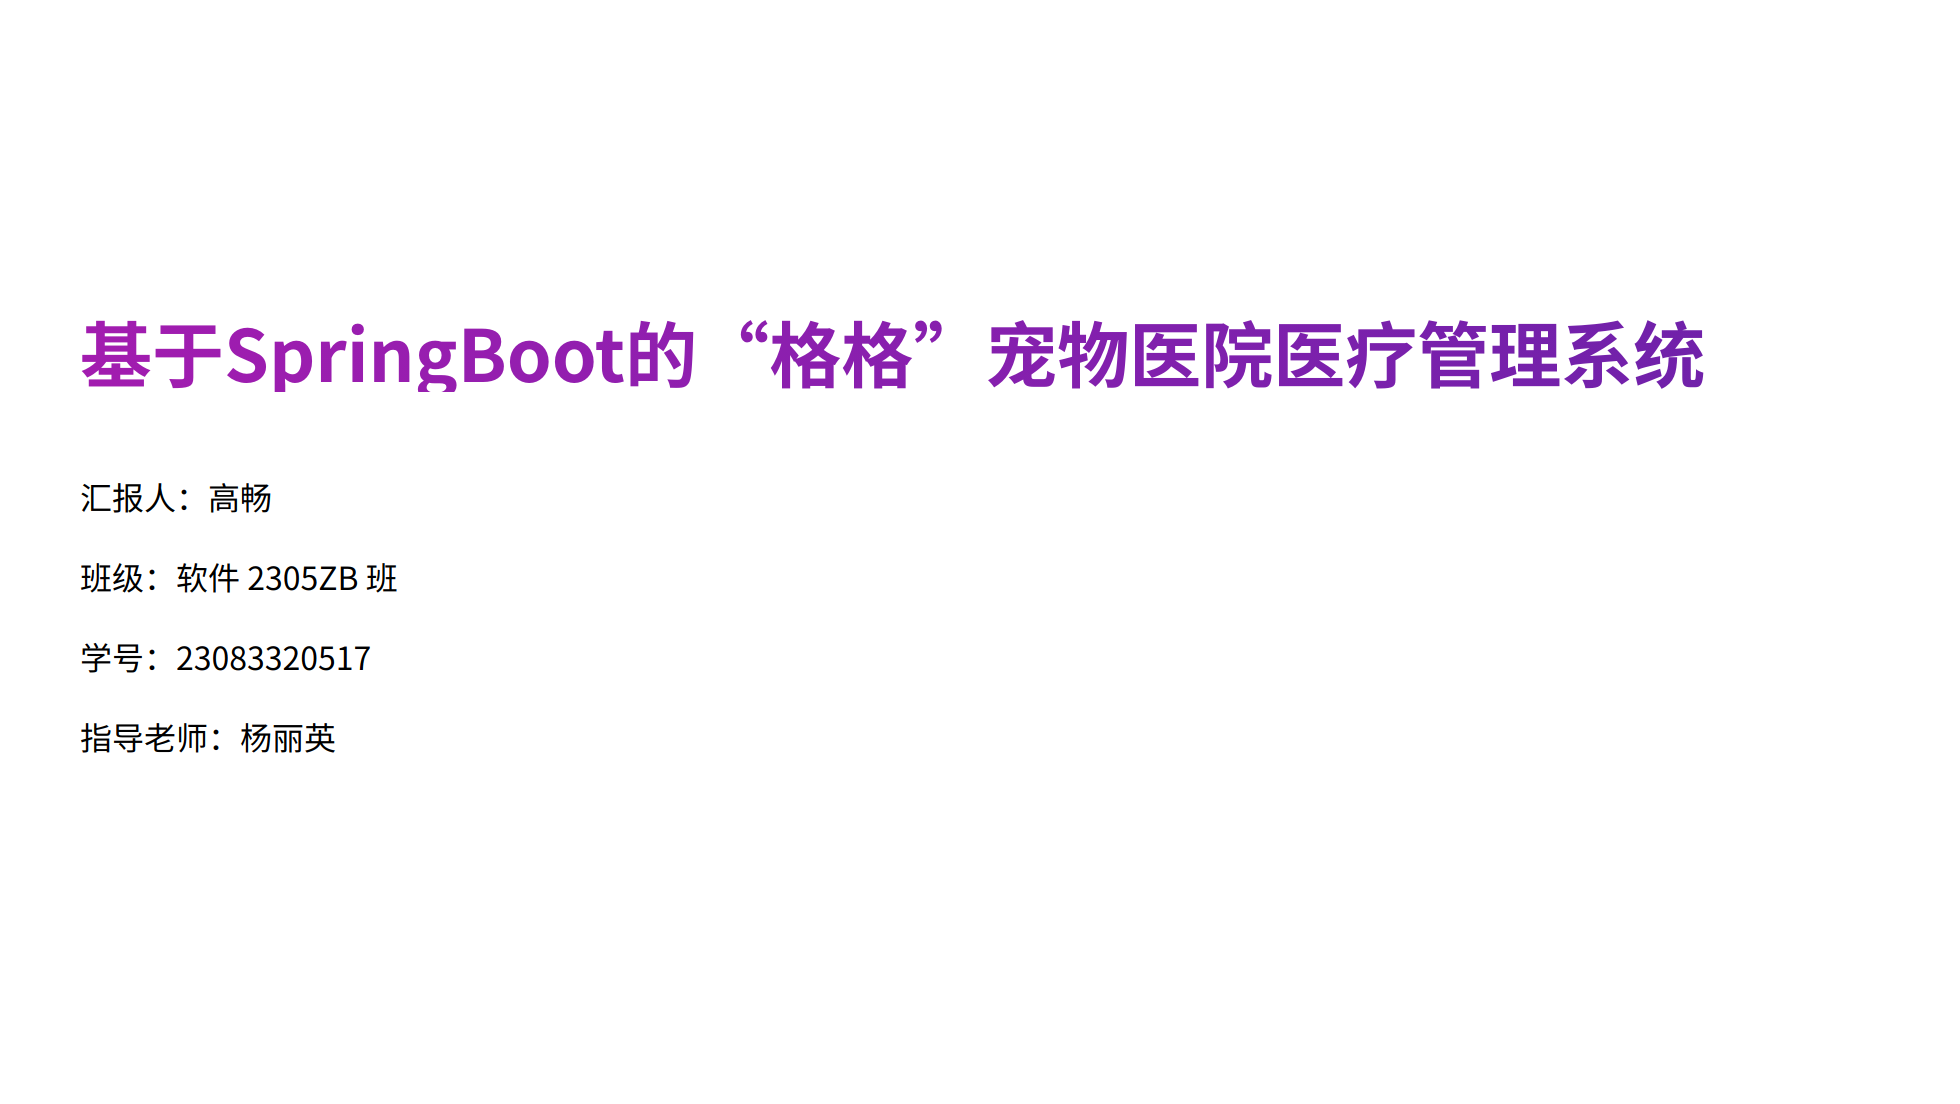 基于SpringBoot的“格格”宠物医院医疗管理系统
汇报人：高畅
班级：软件 2305ZB 班
学号：23083320517
指导老师：杨丽英